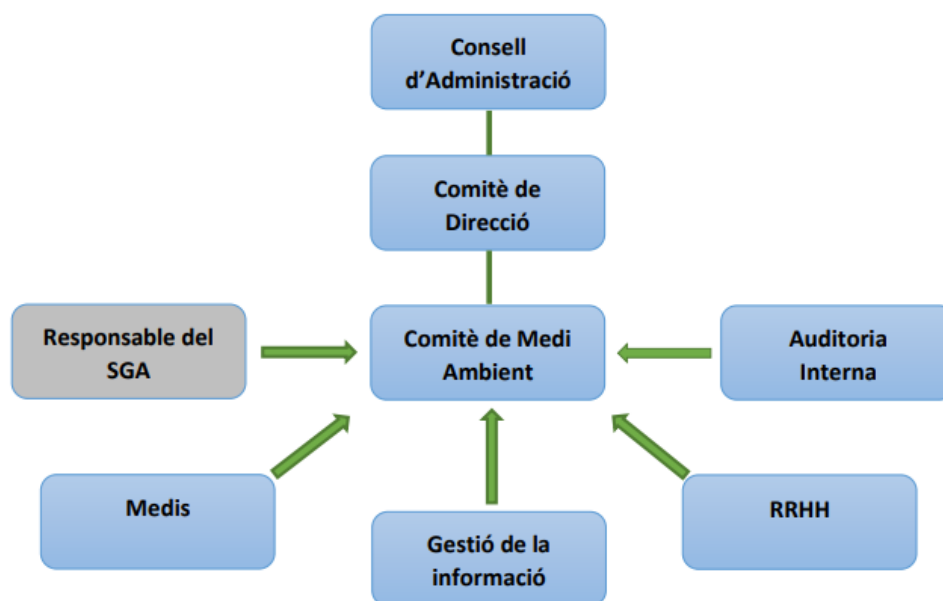 Consell
d’Administració
Comitè de
Direcció
Responsable del
SGA
Comitè de Medi
Ambient
Auditoria
Interna
Medis
Gestió de la
informació
RRHH